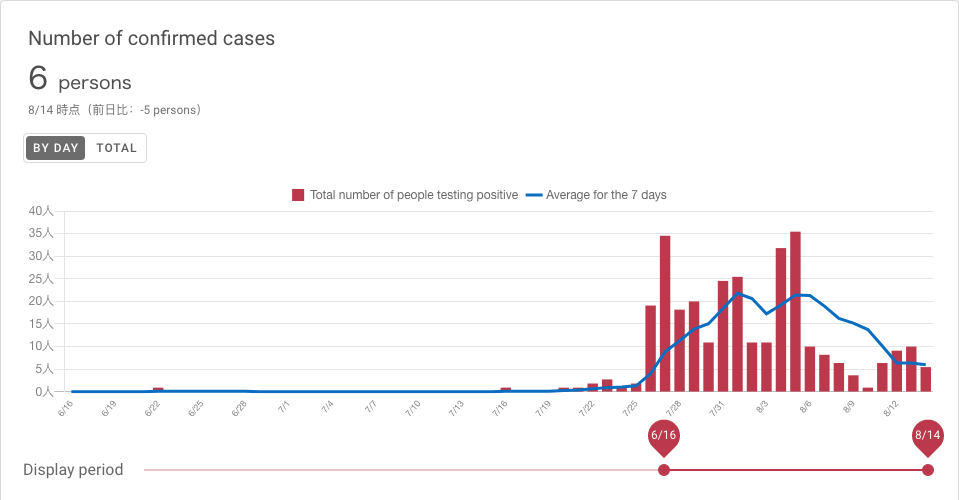 Number of confirmed cases
6 persons
8/14 時点（前日比：-5 persons）
BY DAY TOTAL
Total number of people testing positive Average for the 7 days
40人
35人
30人
25人
20人
15人
10人
5人
0人
6/16 6/19 6/22 6/25 6/28 7/1 7/4 7/7 7/10 7/13 7/16 7/19 7/22 7/25 7/28 7/31 8/3 8/6 8/9 8/12
6/16 8/14
Display period